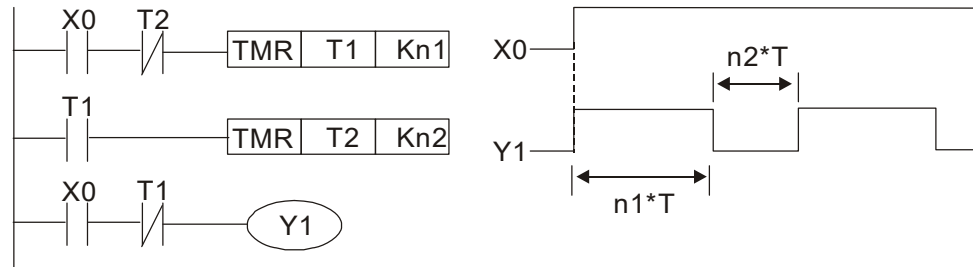 X0 T2
TMR T1 Kn1
T1
TMR T2 Kn2
X0 T1
Y1
X0
n2*T
Y1
n1*T